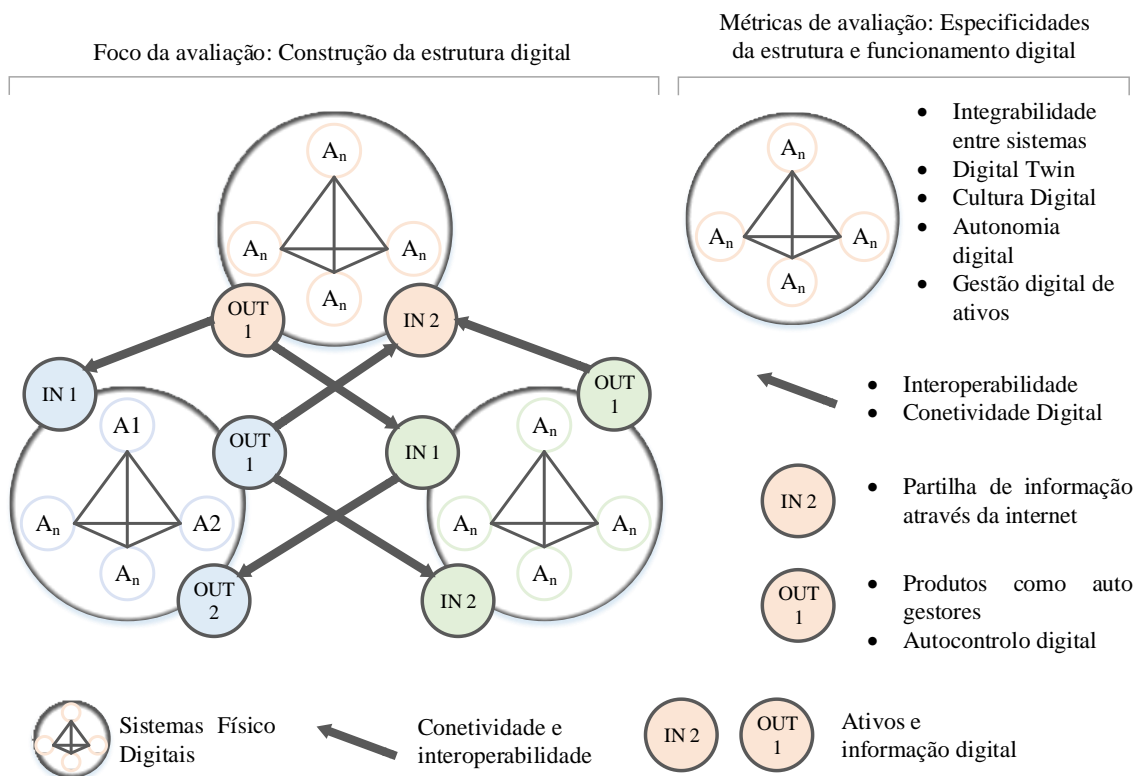 Foco da avaliação: Construção da estrutura digital
Métricas de avaliação: Especificidades
da estrutura e funcionamento digital
An
An
An
An
OUT
1
IN 2
IN 1
OUT
1
A1
An
A2
An
OUT
1
IN 1
An
An
An
An
OUT
2
IN 2
An
An
An
An
• Integrabilidade
entre sistemas
• Digital Twin
• Cultura Digital
• Autonomia
digital
• Gestão digital de
ativos
• Interoperabilidade
• Conetividade Digital
IN 2
• Partilha de informação
através da internet
OUT
1
• Produtos como auto
gestores
• Autocontrolo digital
Sistemas Físico
Digitais
Conetividade e
interoperabilidade
IN 2
OUT
1
Ativos e
informação digital